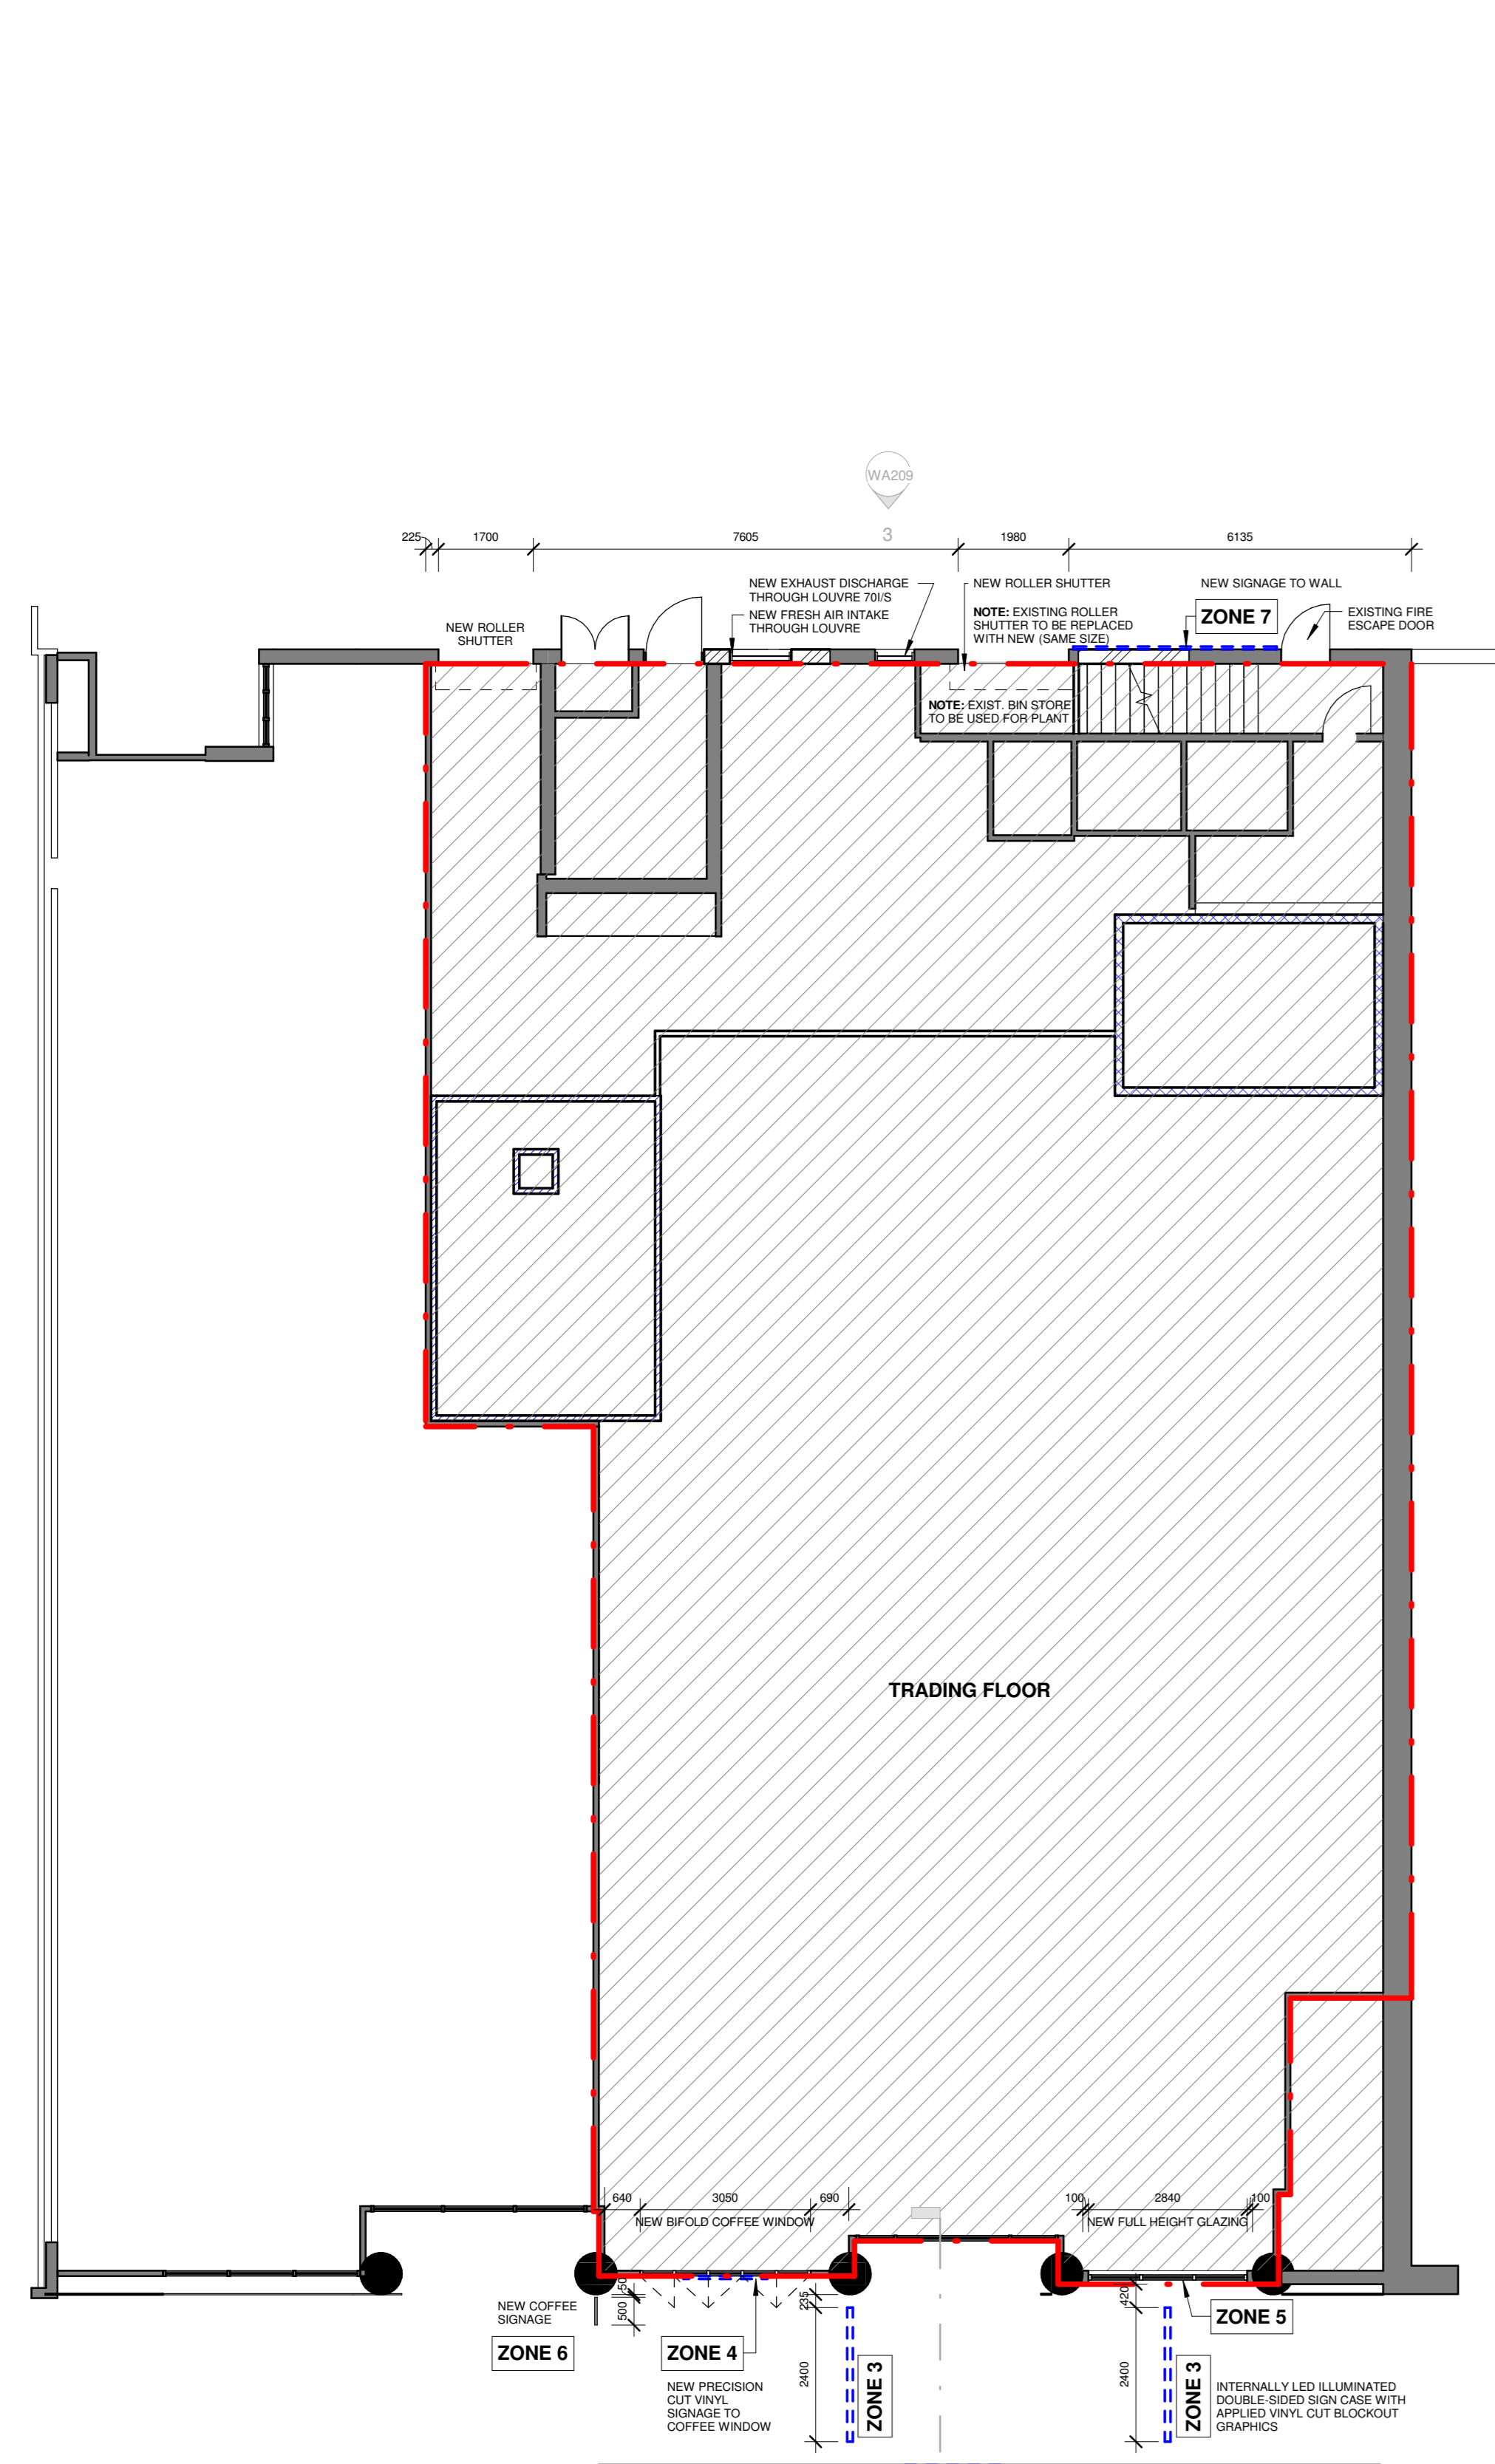 WA209
3
225
1700
7605
1980
6135
NEW EXHAUST DISCHARGE
THROUGH LOUVRE 70l/S
NEW FRESH AIR INTAKE
THROUGH LOUVRE
NEW ROLLER SHUTTER
NOTE: EXISTING ROLLER
SHUTTER TO BE REPLACED
WITH NEW (SAME SIZE)
NEW SIGNAGE TO WALL
ZONE 7
EXISTING FIRE
ESCAPE DOOR
NEW ROLLER
SHUTTER
NOTE: EXIST. BIN STORE
TO BE USED FOR PLANT
TRADING FLOOR
640
3050
690
NEW BIFOLD COFFEE WINDOW
100
2840
100
NEW FULL HEIGHT GLAZING
50
500
235
2400
420
2400
NEW COFFEE
SIGNAGE
ZONE 6
ZONE 4
NEW PRECISION
CUT VINYL
SIGNAGE TO
COFFEE WINDOW
ZONE 3
ZONE 3
ZONE 5
INTERNALLY LED ILLUMINATED
DOUBLE-SIDED SIGN CASE WITH
APPLIED VINYL CUT BLOCKOUT
GRAPHICS